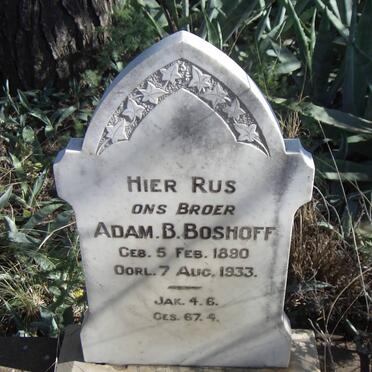 HIER RUS
ONS BROER
ADAM. B. BOSHOFF
GEB. 5 FEB. 1890
OORL. 7 AUG. 1933.
JAK. 4. 6.
GES. 67. 4.